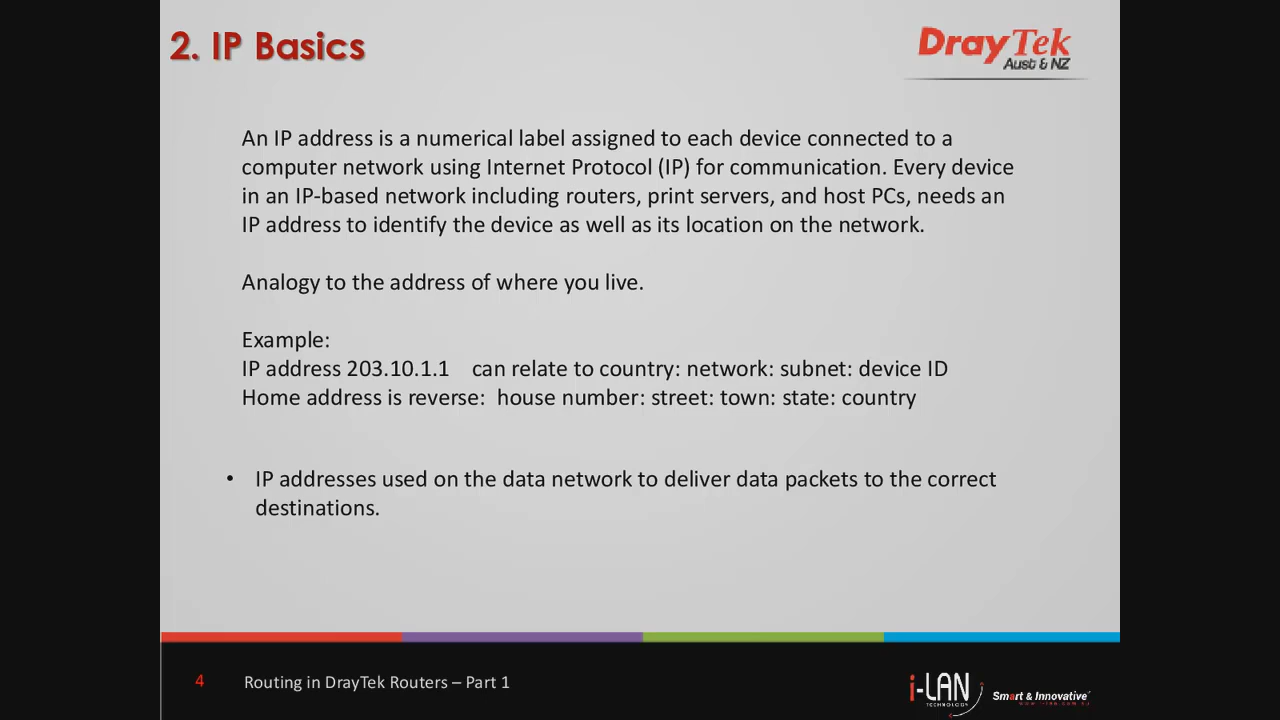 2. IP Basics
DrayTek
Aust & NZ
An IP address is a numerical label assigned to each device connected to a
computer network using Internet Protocol (IP) for communication. Every device
in an IP-based network including routers, print servers, and host PCs, needs an
IP address to identify the device as well as its location on the network.
Analogy to the address of where you live.
Example:
IP address 203.10.1.1    can relate to country: network: subnet: device ID
Home address is reverse:  house number: street: town: state: country
• IP addresses used on the data network to deliver data packets to the correct
destinations.
4 Routing in DrayTek Routers – Part 1
i-LAN
TECHNOLOGY
Smart & Innovative